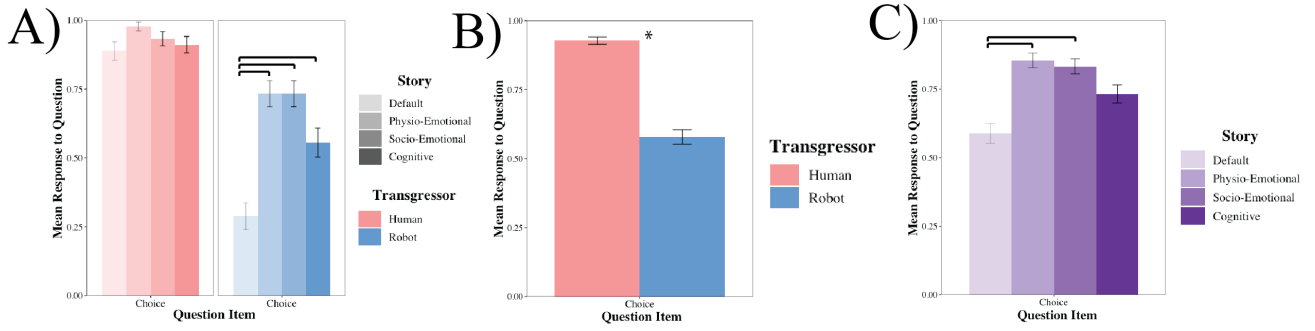 A)
Mean Response to Question
1.00
0.75
0.50
0.25
0.00
Choice
Choice
Question Item
Story
Default
Physio-Emotional
Socio-Emotional
Cognitive
Transgressor
Human
Robot
B)
Mean Response to Question
1.00
0.75
0.50
0.25
0.00
*
Choice
Question Item
Transgressor
Human
Robot
C)
Mean Response to Question
1.00
0.75
0.50
0.25
0.00
Choice
Question Item
Story
Default
Physio-Emotional
Socio-Emotional
Cognitive